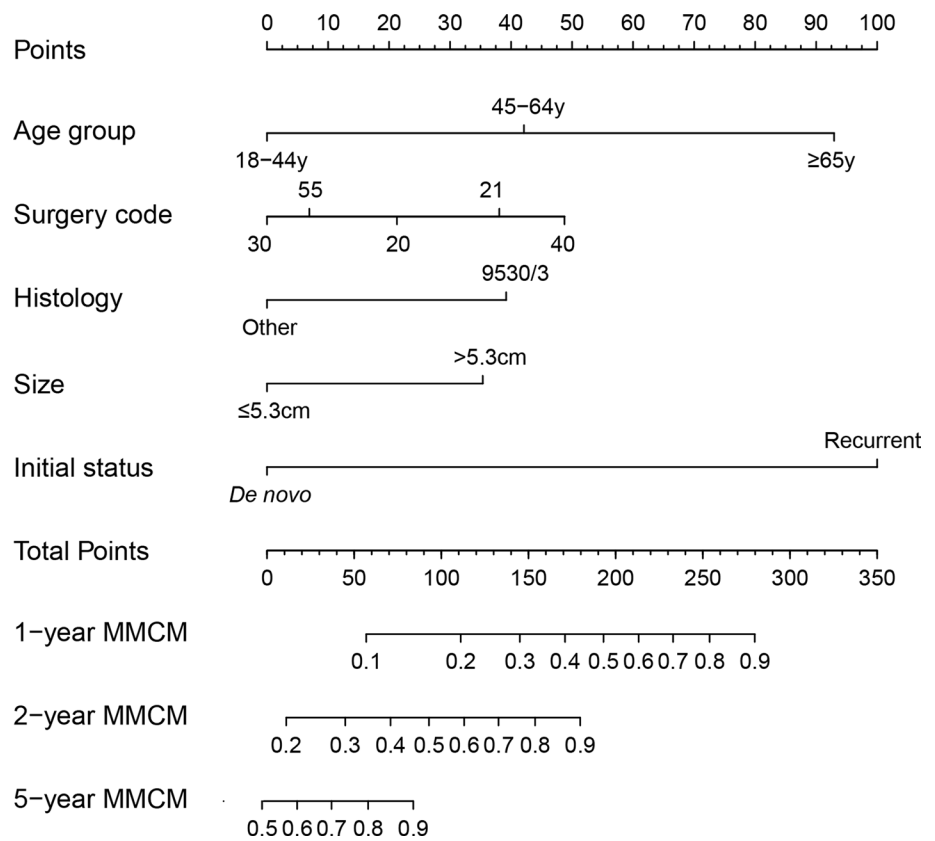 0 10 20 30 40 50 60 70 80 90 100
Points
45−64y
Age group
18−44y ≥65y
55 21
Surgery code
30 20 40
9530/3
Histology
Other
>5.3cm
Size
≤5.3cm
Recurrent
Initial status
De novo
Total Points
0 50 100 150 200 250 300 350
1−year MMCM
0.1 0.2 0.3 0.4 0.5 0.6 0.7 0.8 0.9
2−year MMCM
0.2 0.3 0.4 0.5 0.6 0.7 0.8 0.9
5−year MMCM
0.5 0.6 0.7 0.8 0.9